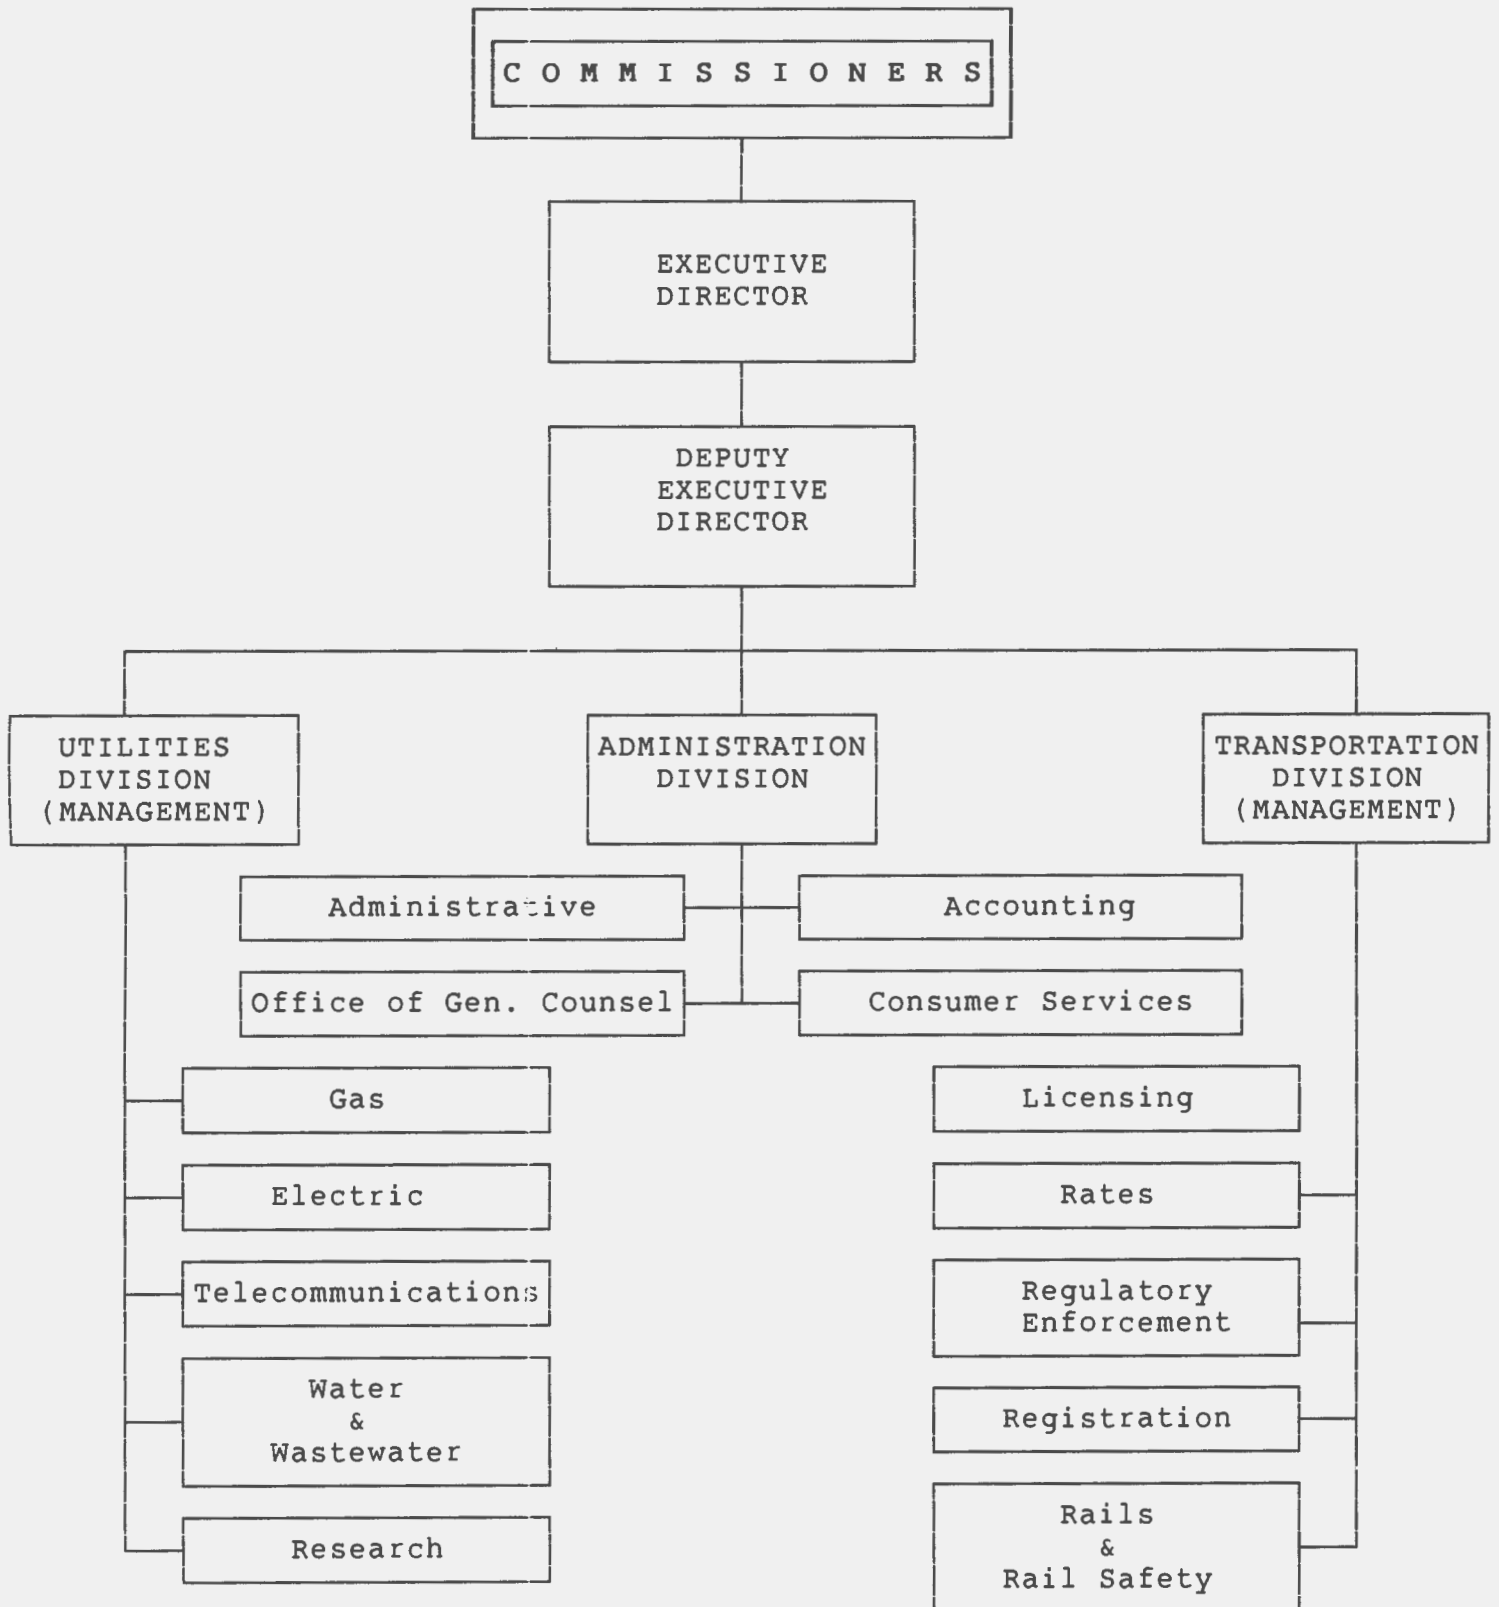 COMMISSIONERS
EXECUTIVE
DIRECTOR
DEPUTY
EXECUTIVE
DIRECTOR
UTILITIES
DIVISION
(MANAGEMENT)
ADMINISTRATION
DIVISION
TRANSPORTATION
DIVISION
(MANAGEMENT)
Administrative
Accounting
Office of Gen. Counsel
Consumer Services
Gas
Electric
Telecommunications
Water
&
Wastewater
Research
Licensing
Rates
Regulatory
Enforcement
Registration
Rails
&
Rail Safety